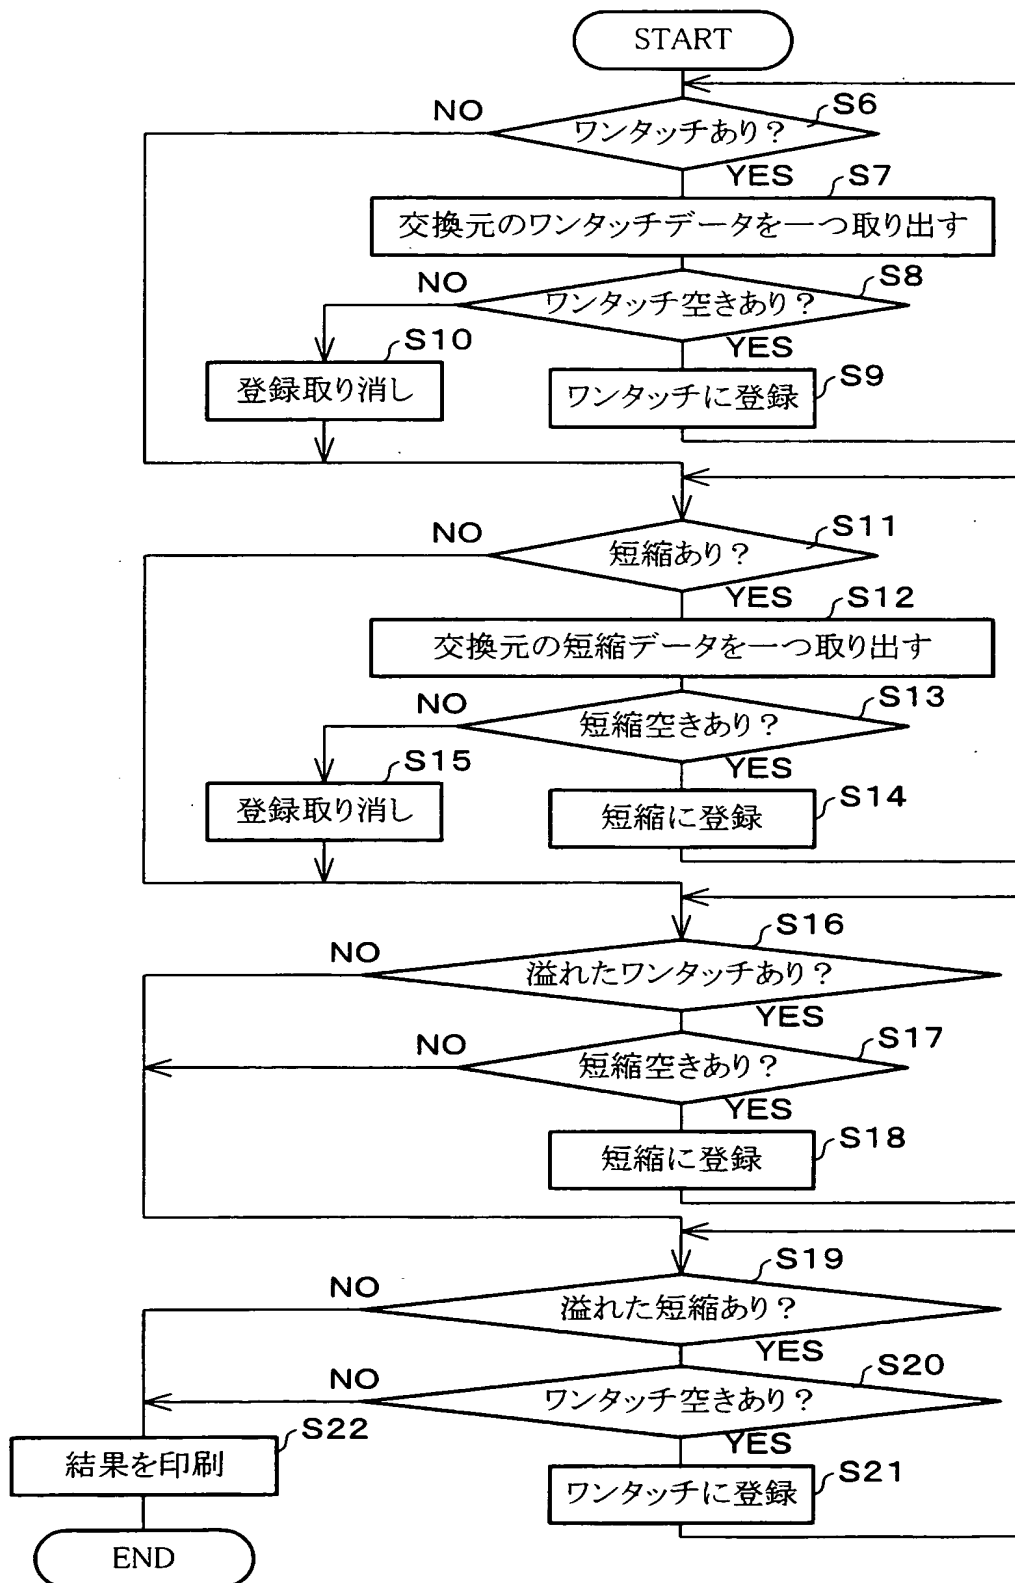 START
NO
S6
ワンタッチあり？
YES
S7
交換元のワンタッチデータを一つ取り出す
NO
S8
ワンタッチ空きあり？
S10
YES
S9
登録取り消し
ワンタッチに登録
NO
S11
短縮あり？
YES
S12
交換元の短縮データを一つ取り出す
NO
S13
短縮空きあり？
S15
YES
S14
登録取り消し
短縮に登録
S16
NO
溢れたワンタッチあり？
YES
NO
S17
短縮空きあり？
YES
S18
短縮に登録
S19
NO
溢れた短縮あり？
YES
S20
NO
ワンタッチ空きあり？
S22
YES
結果を印刷
S21
ワンタッチに登録
END